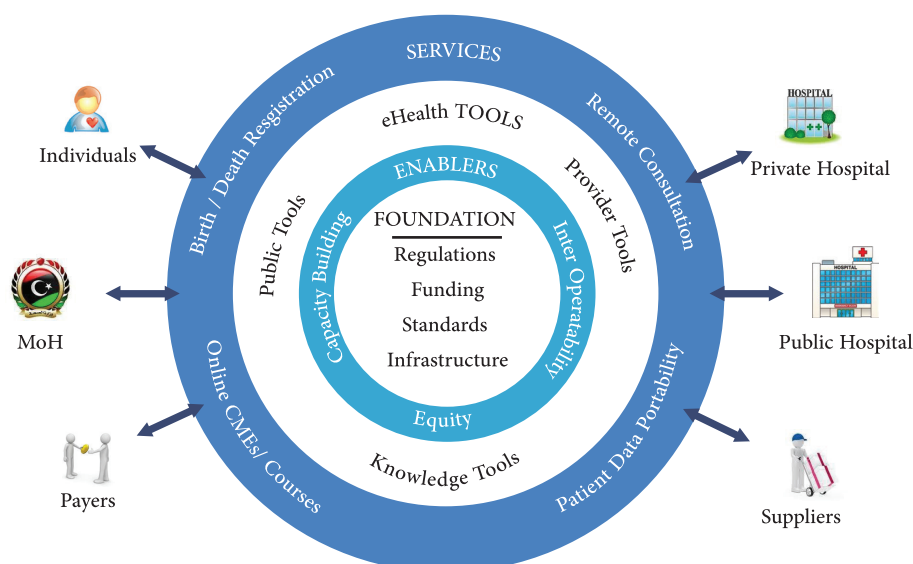 SERVICES
Birth / Death Resgistration
Remote Consultation
Online CMEs/ Courses
Patient Data Portability
eHealth TOOLS
Public Tools
Provider Tools
Knowledge Tools
ENABLERS
Capacity Building
Inter Operatability
Equity
FOUNDATION
Regulations
Funding
Standards
Infrastructure
Individuals
MoH
Payers
HOSPITAL
Private Hospital
HOSPITAL
Public Hospital
Suppliers